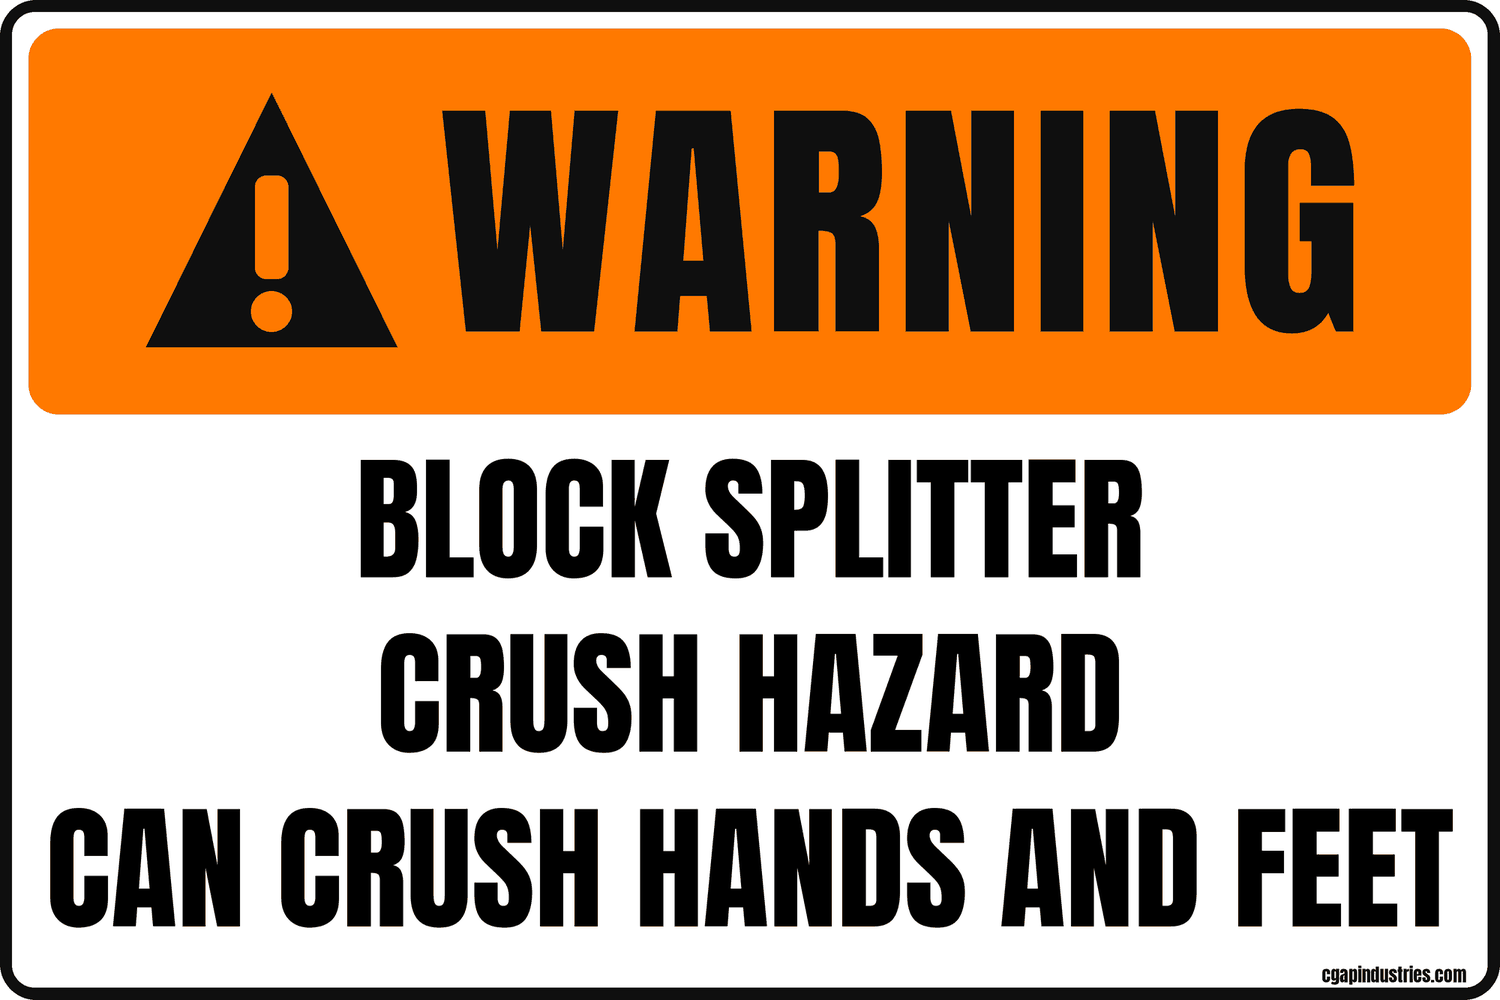 WARNING
BLOCK SPLITTER
CRUSH HAZARD
CAN CRUSH HANDS AND FEET
cgapindustries.com